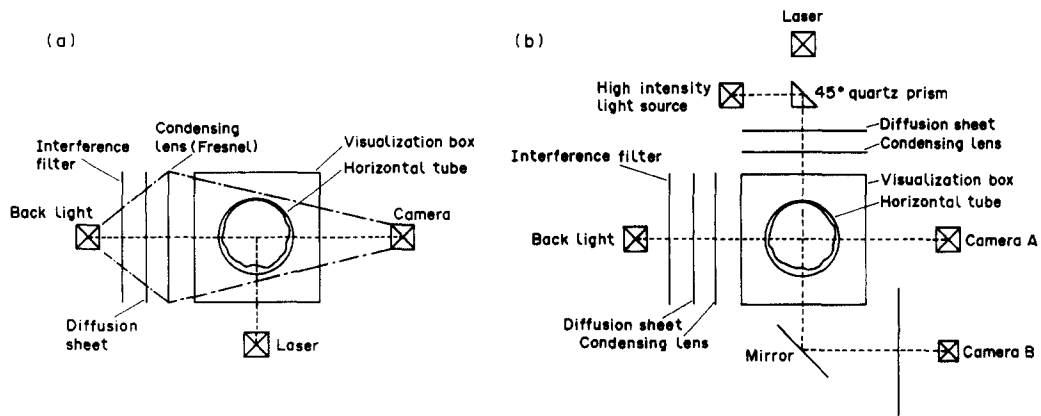 (a)
Interference
filter
Condensing
lens (Fresnel)
Visualization box
Horizontal tube
Back light
Camera
Diffusion
sheet
Laser
(b)
Laser
High intensity
light source
45° quartz prism
Diffusion sheet
Condensing lens
Interference filter
Visualization box
Horizontal tube
Back light
Camera A
Diffusion sheet
Condensing lens
Mirror
Camera B